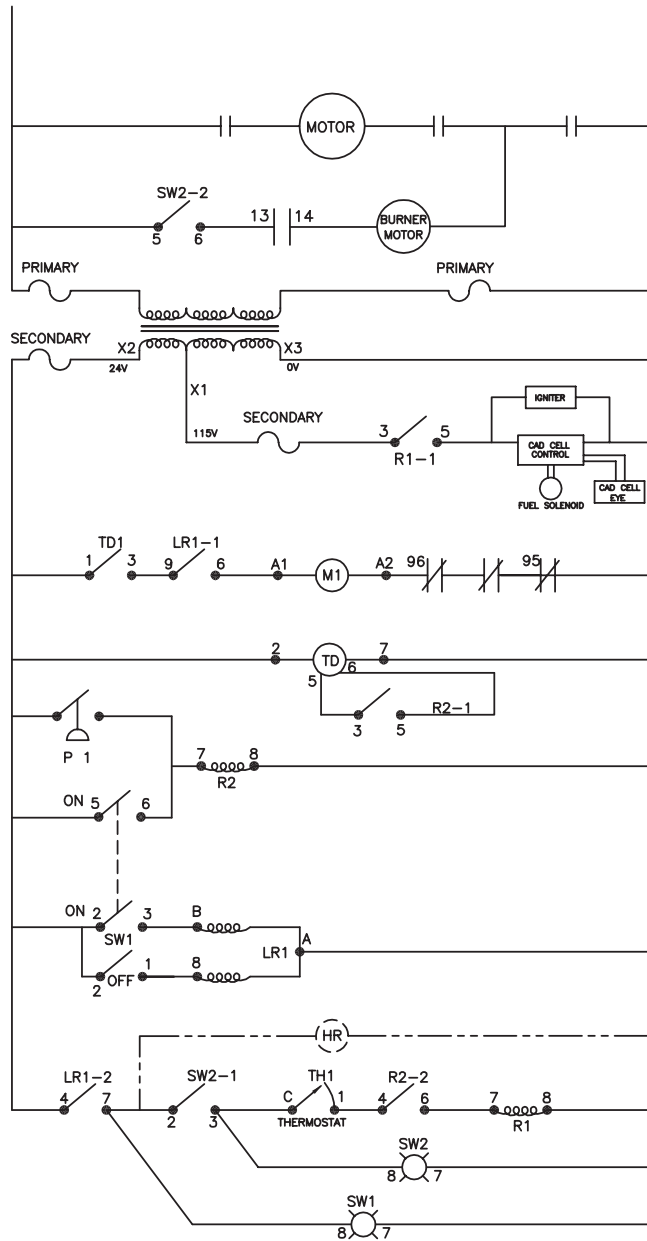 MOTOR
SW2-2
5 6
13 14
BURNER
MOTOR
PRIMARY
PRIMARY
SECONDARY
X2
24V
X3
0V
X1
115V
SECONDARY
3 5
R1-1
IGNITER
CAD CELL
CONTROL
FUEL SOLENOID
CAD CELL
EYE
TD1
1 3
LR1-1
9 6
A1
M1
A2
96
95
2
TD
7
5 6
3 5
R2-1
P 1
7 8
R2
ON 5 6
ON 2 3
SW1
B
LR1
A
2 OFF 1
8
HR
LR1-2
4 7
SW2-1
2 3
TH1
C 1
THERMOSTAT
R2-2
4 6
7 8
R1
SW2
8 7
SW1
8 7